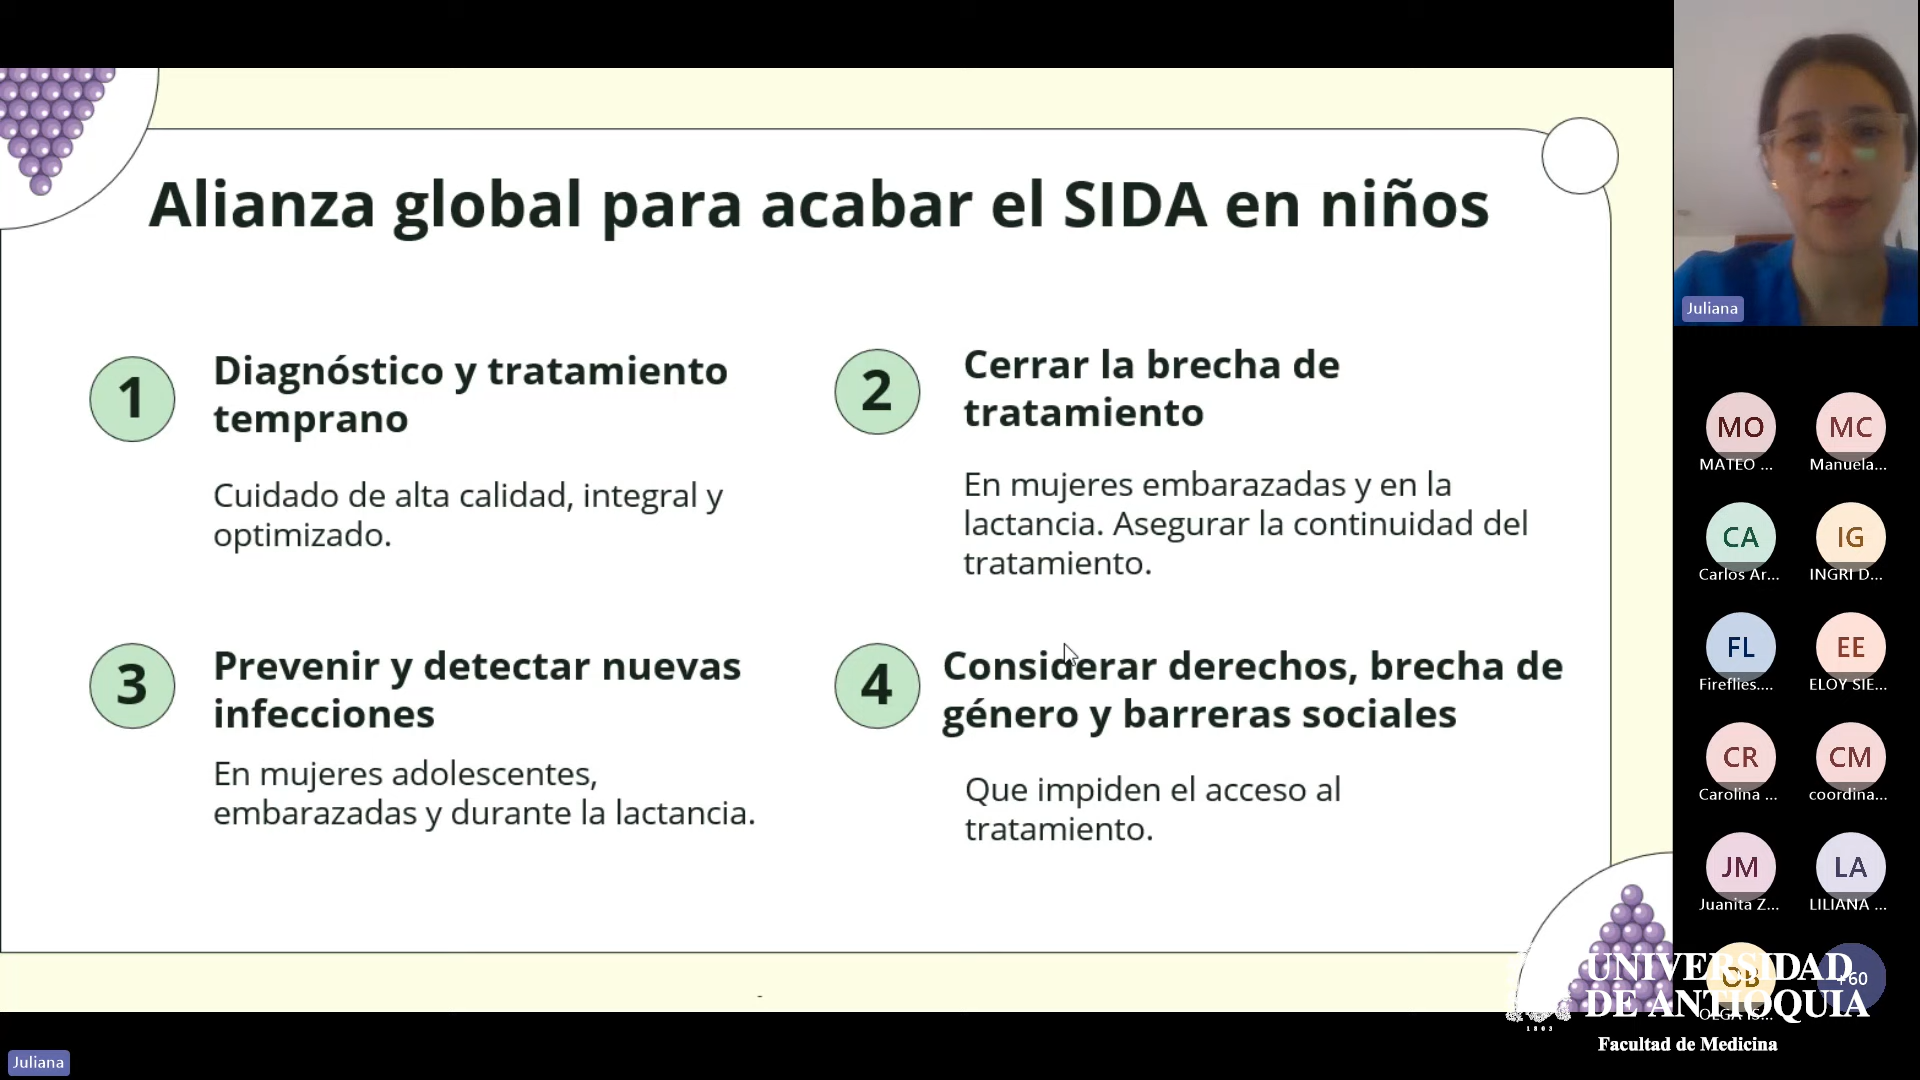 Alianza global para acabar el SIDA en niños
1
Diagnóstico y tratamiento
temprano
Cuidado de alta calidad, integral y
optimizado.
2
Cerrar la brecha de
tratamiento
En mujeres embarazadas y en la
lactancia. Asegurar la continuidad del
tratamiento.
3
Prevenir y detectar nuevas
infecciones
En mujeres adolescentes,
embarazadas y durante la lactancia.
4
Considerar derechos, brecha de
género y barreras sociales
Que impiden el acceso al
tratamiento.
-
Juliana
Juliana
MO
MATEO ...
MC
Manuela...
CA
Carlos Ar...
IG
INGRI D...
FL
Fireflies....
EE
ELOY SIE...
CR
Carolina ...
CM
coordina...
JM
Juanita Z...
LA
LILIANA ...
OB
OLGA IS...
+60
UNIVERSIDAD
DE ANTIOQUIA
1803
Facultad de Medicina